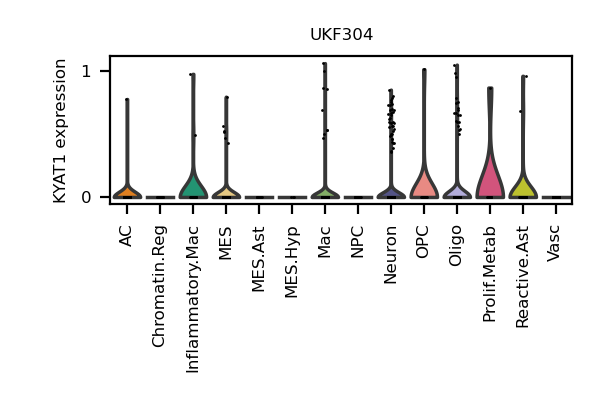 UKF304
KYAT1 expression
1
0
AC
Chromatin.Reg
Inflammatory.Mac
MES
MES.Ast
MES.Hyp
Mac
NPC
Neuron
OPC
Oligo
Prolif.Metab
Reactive.Ast
Vasc